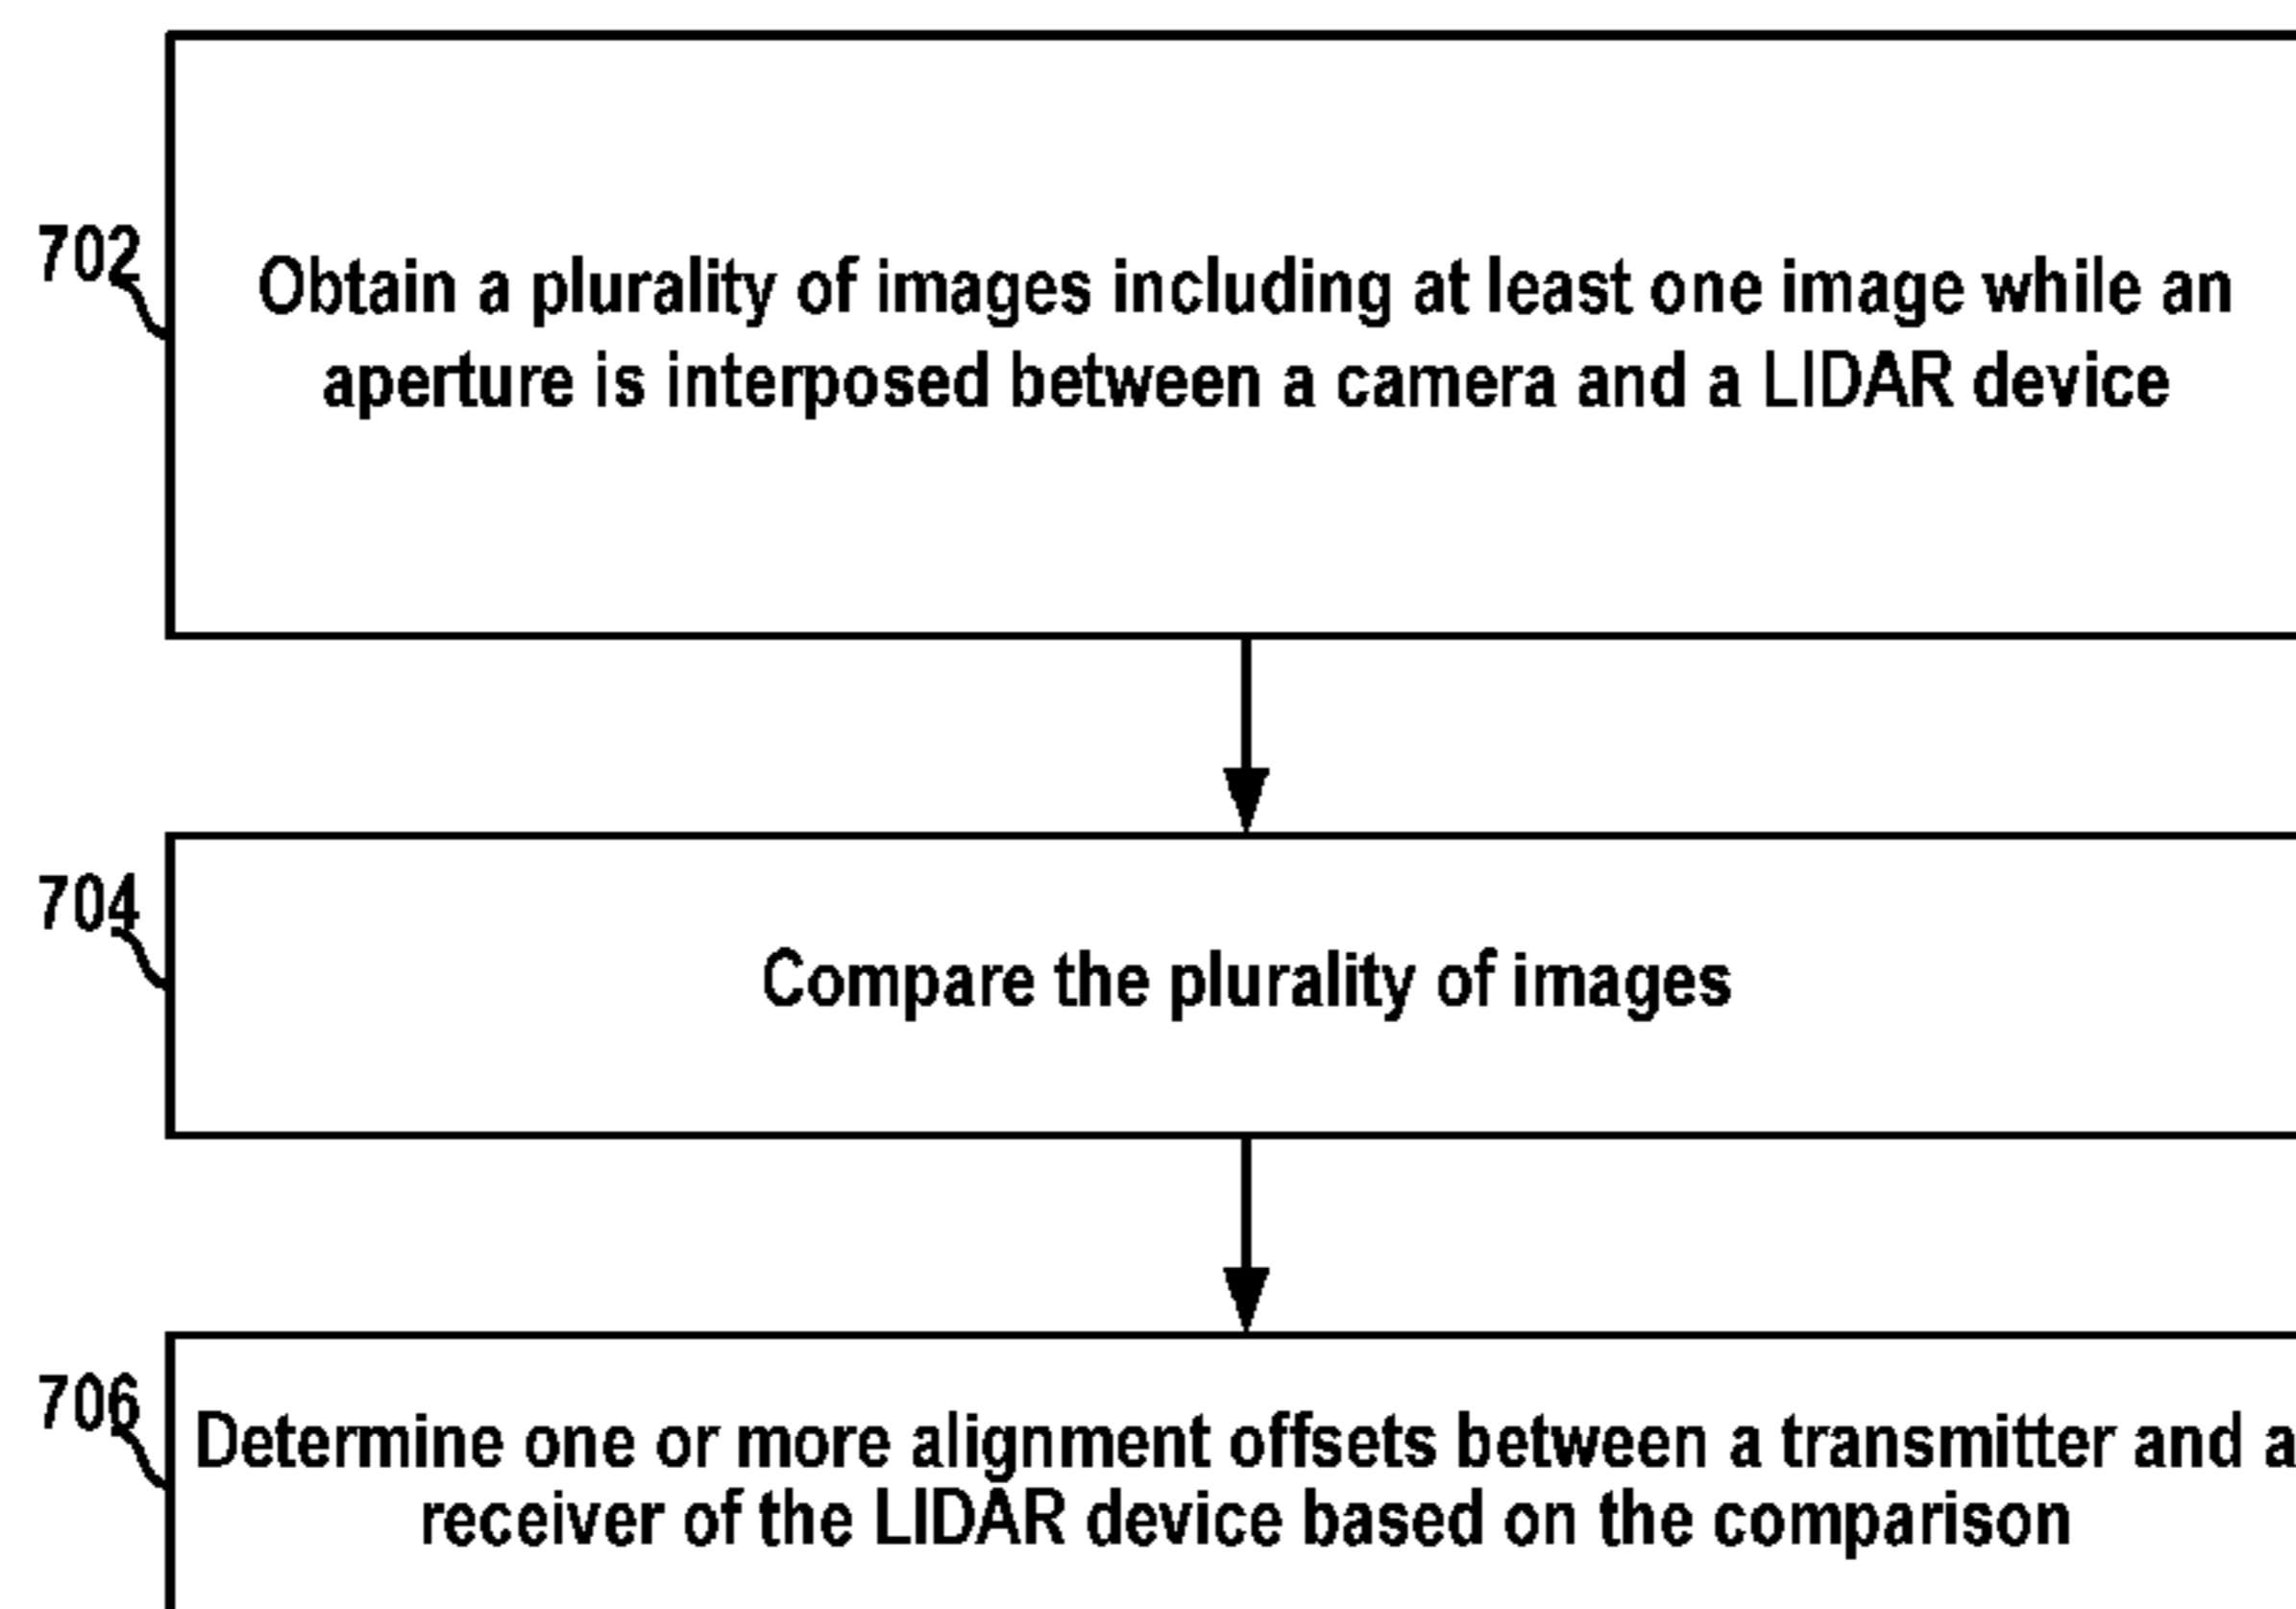 702
Obtain a plurality of images including at least one image while an
aperture is interposed between a camera and a LIDAR device
704
Compare the plurality of images
706
Determine one or more alignment offsets between a transmitter and a
receiver of the LIDAR device based on the comparison